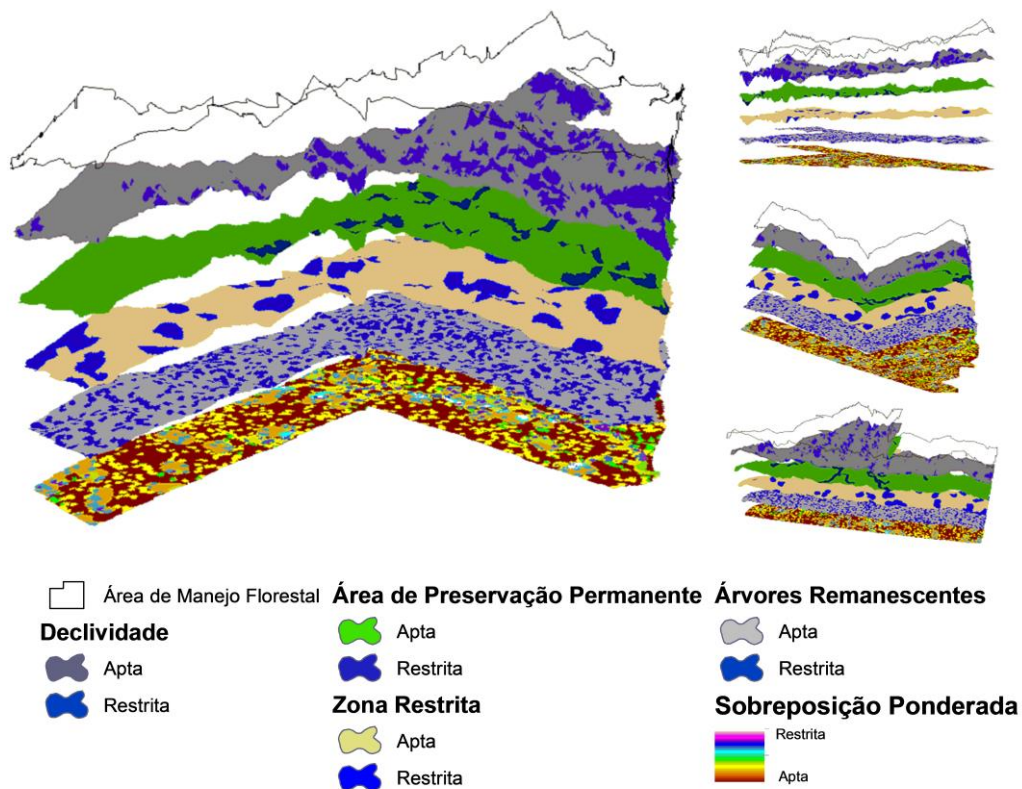 Área de Manejo Florestal
Declividade
Apta
Restrita
Área de Preservação Permanente
Apta
Restrita
Zona Restrita
Apta
Restrita
Árvores Remanescentes
Apta
Restrita
Sobreposição Ponderada
Restrita
Apta